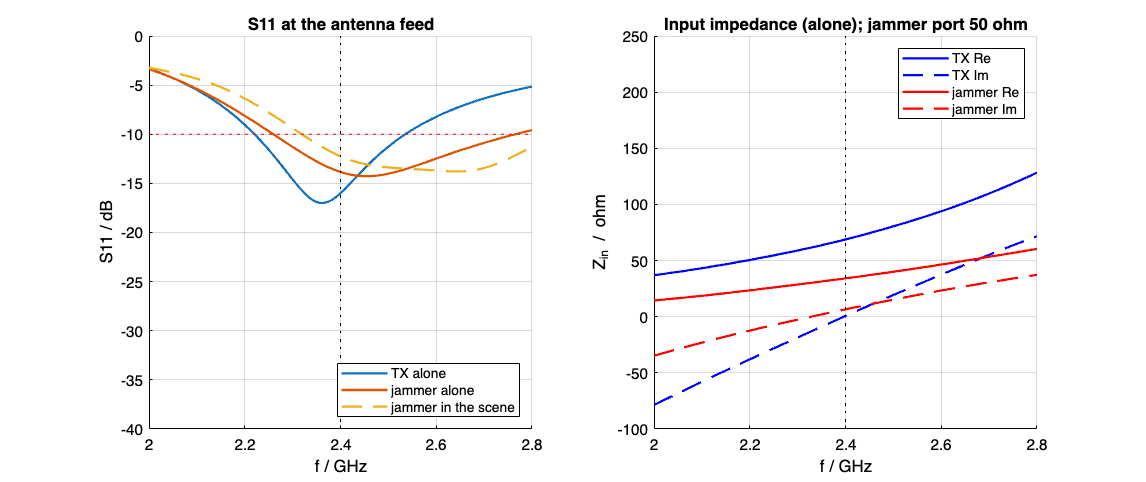 S11 at the antenna feed
0
-5
-10
-15
-20
-25
-30
-35
-40
S11 / dB
TX alone
jammer alone
jammer in the scene
2
2.2
2.4
2.6
2.8
f / GHz
Input impedance (alone); jammer port 50 ohm
250
200
150
100
50
0
-50
-100
Zin / ohm
TX Re
TX Im
jammer Re
jammer Im
2
2.2
2.4
2.6
2.8
f / GHz